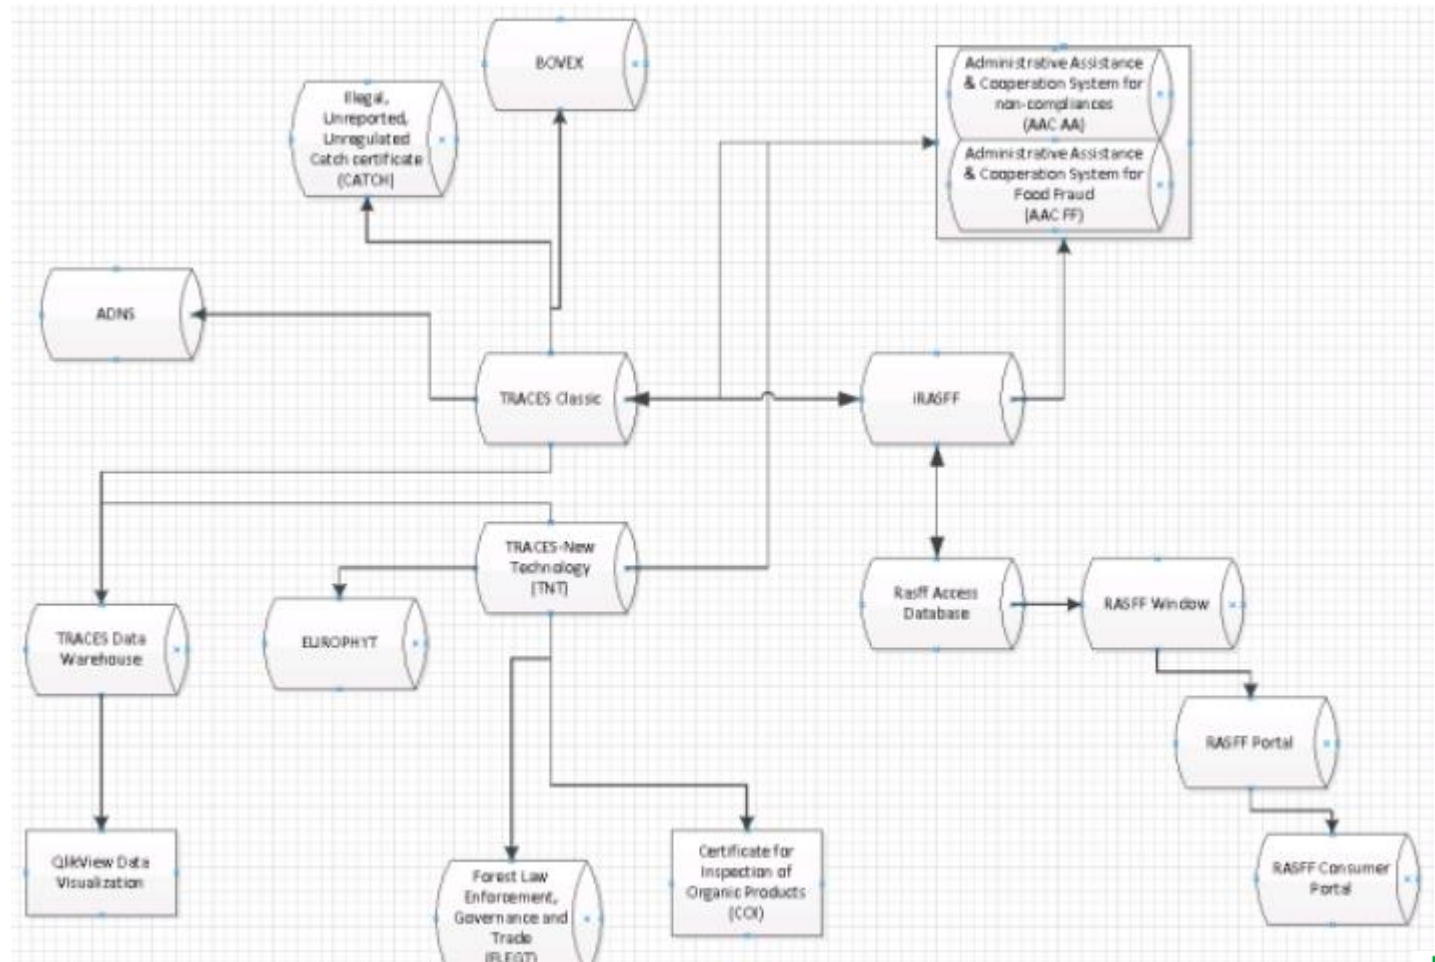 BOVEX
Illegal,
Unreported,
Unregulated
Catch certificate
(CATCH)
Administrative Assistance
& Cooperation System for
non-compliances
(AAC AA)
Administrative Assistance
& Cooperation System for
Food Fraud
(AAC FF)
ADNS
TRACES Classic
iRASFF
TRACES-New
Technology
(TNT)
Rasff Access
Database
RASFF Window
TRACES Data
Warehouse
EUROPHYT
RASFF Portal
QlikView Data
Visualization
Forest Law
Enforcement,
Governance and
Trade
(FLEGT)
Certificate for
Inspection of
Organic Products
(COI)
RASFF Consumer
Portal